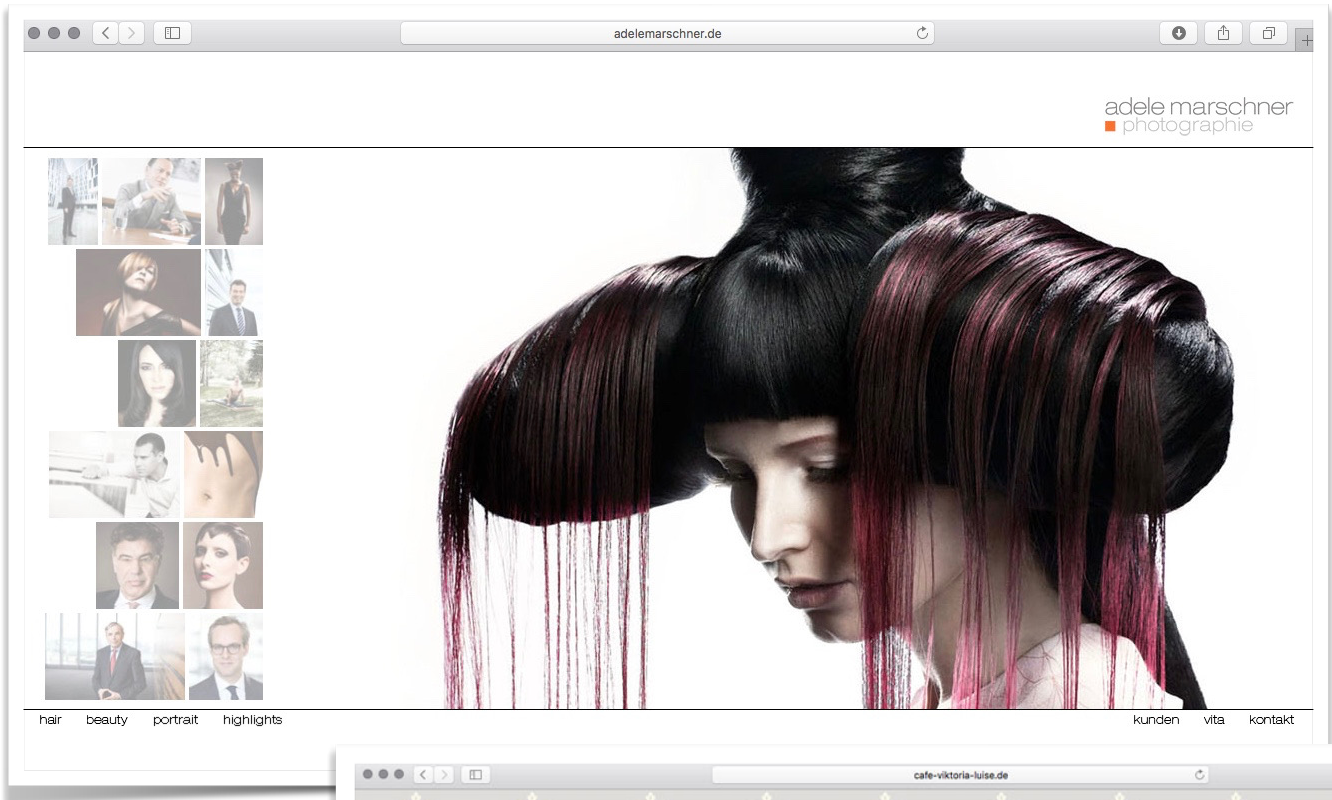 adelemarschner.de
adele marschner
photographie
hair beauty portrait highlights
kunden vita kontakt
cafe-viktoria-luise.de